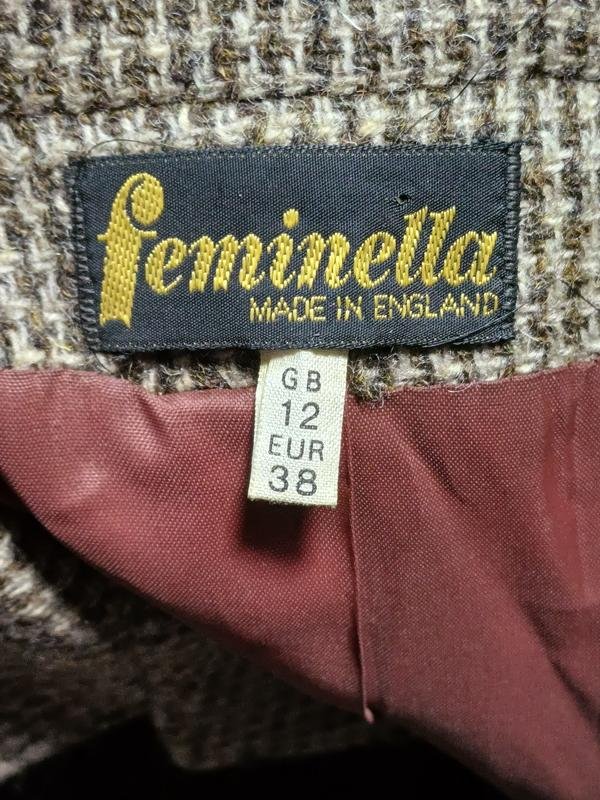 feminella
MADE IN ENGLAND
GB
12
EUR
38